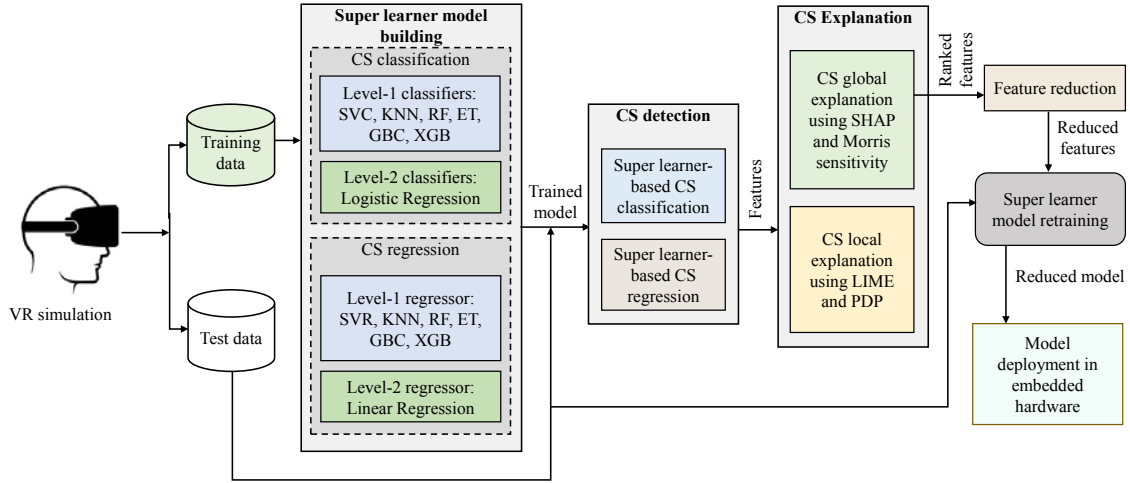 VR simulation
Training
data
Test data
Super learner model
building
CS classification
Level-1 classifiers:
SVC, KNN, RF, ET,
GBC, XGB
Level-2 classifiers:
Logistic Regression
CS regression
Level-1 regressor:
SVR, KNN, RF, ET,
GBC, XGB
Level-2 regressor:
Linear Regression
Trained
model
CS detection
Super learner-
based CS
classification
Super learner-
based CS
regression
Features
CS Explanation
CS global
explanation
using SHAP
and Morris
sensitivity
CS local
explanation
using LIME
and PDP
Ranked
features
Feature reduction
Reduced
features
Super learner
model retraining
Reduced model
Model
deployment in
embedded
hardware